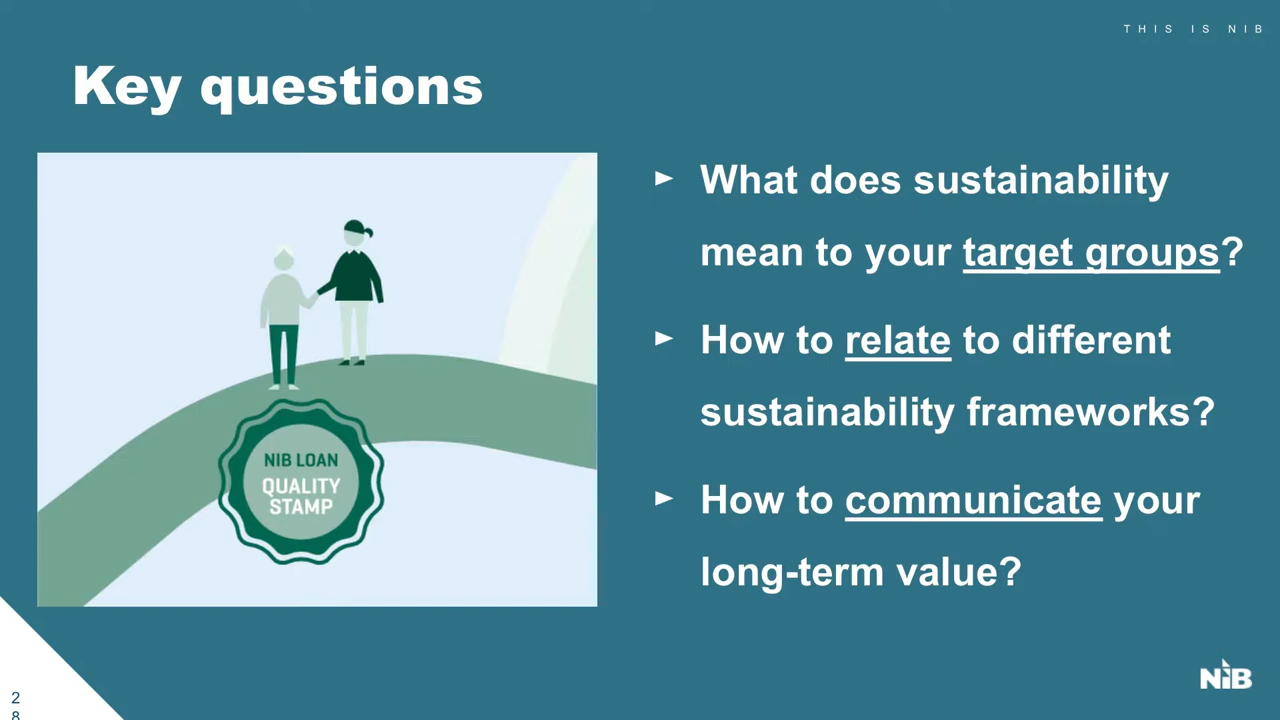 THIS IS NIB
Key questions
NIB LOAN
QUALITY
STAMP
► What does sustainability
mean to your target groups?
► How to relate to different
sustainability frameworks?
► How to communicate your
long-term value?
2
8
NIB